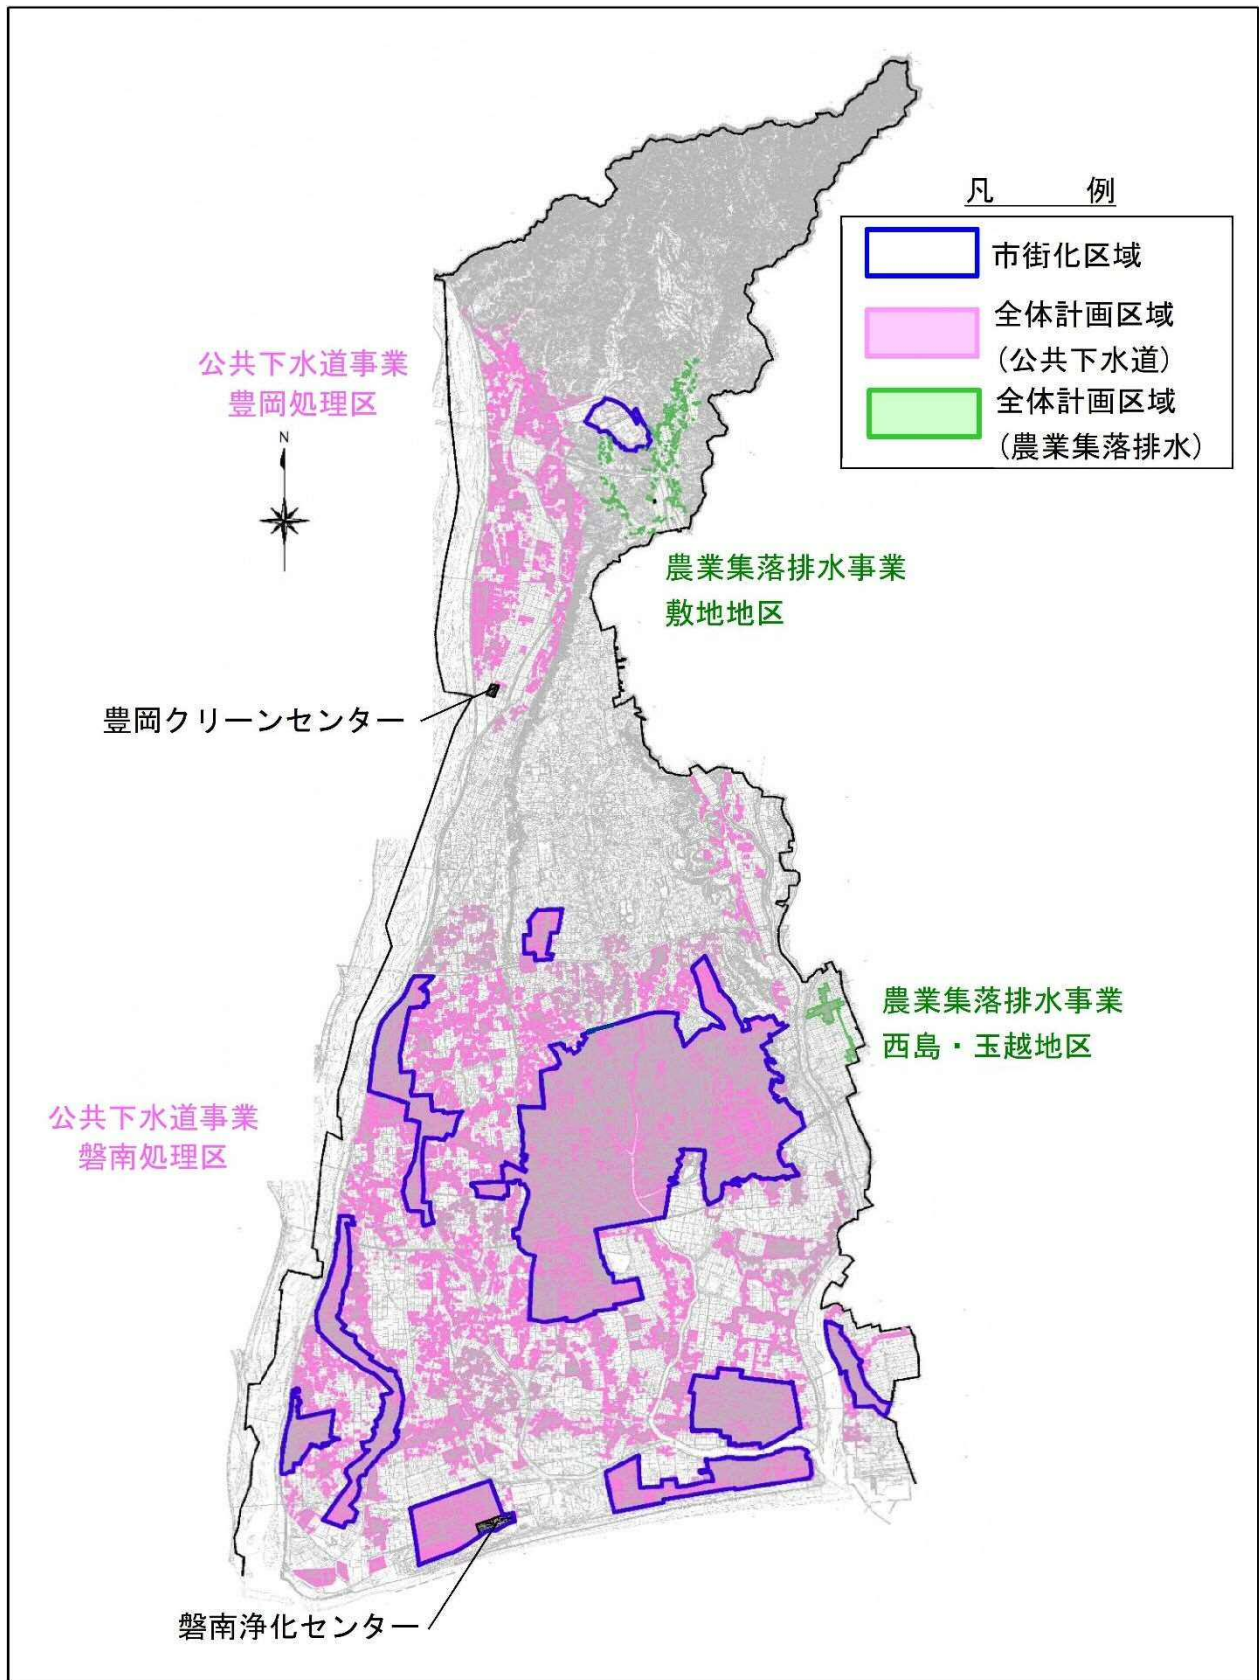 凡 例
市街化区域
全体計画区域
(公共下水道)
全体計画区域
(農業集落排水)
公共下水道事業
豊岡処理区
N
農業集落排水事業
敷地地区
豊岡クリーンセンター
農業集落排水事業
西島・玉越地区
公共下水道事業
磐南処理区
磐南浄化センター